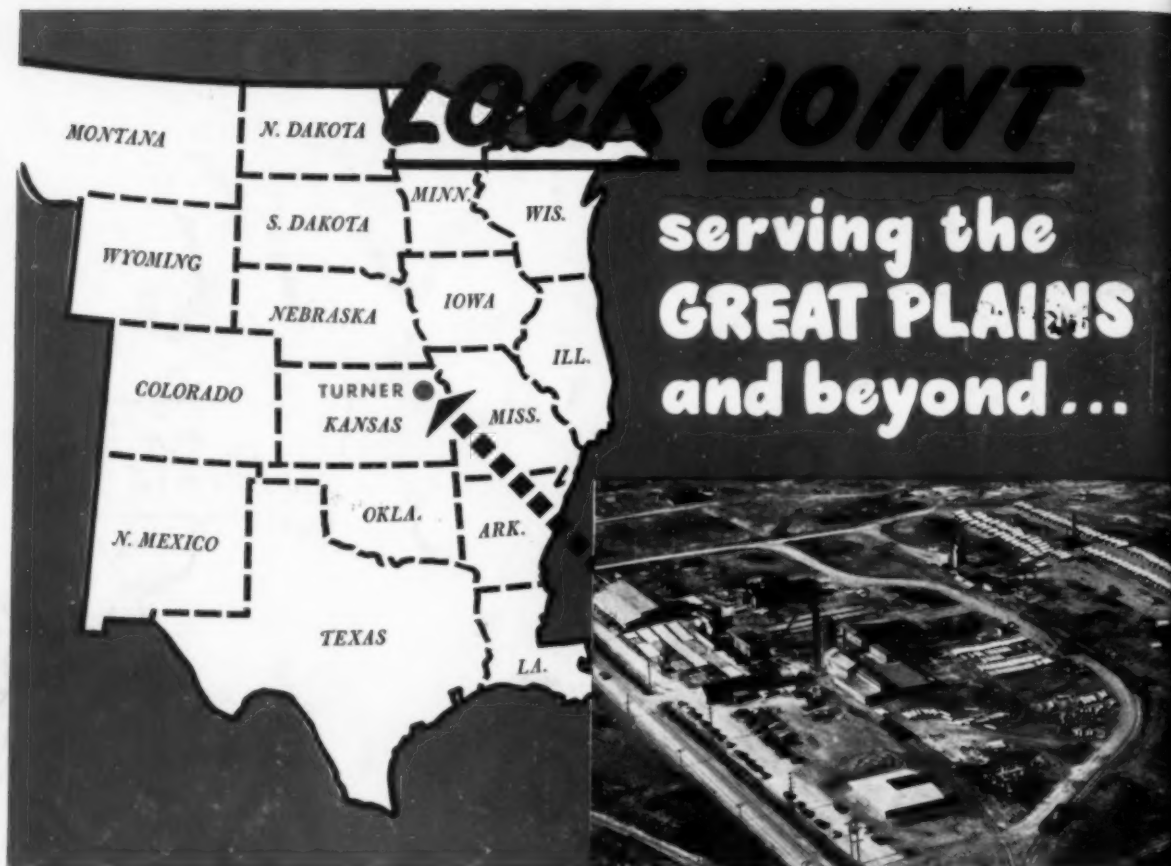 LOCK JOINT
serving the
GREAT PLAINS
and beyond...
MONTANA
N. DAKOTA
MINN.
WIS.
S. DAKOTA
WYOMING
IOWA
NEBRASKA
ILL.
COLORADO
TURNER
KANSAS
MISS.
OKLA.
ARK.
N. MEXICO
TEXAS
LA.